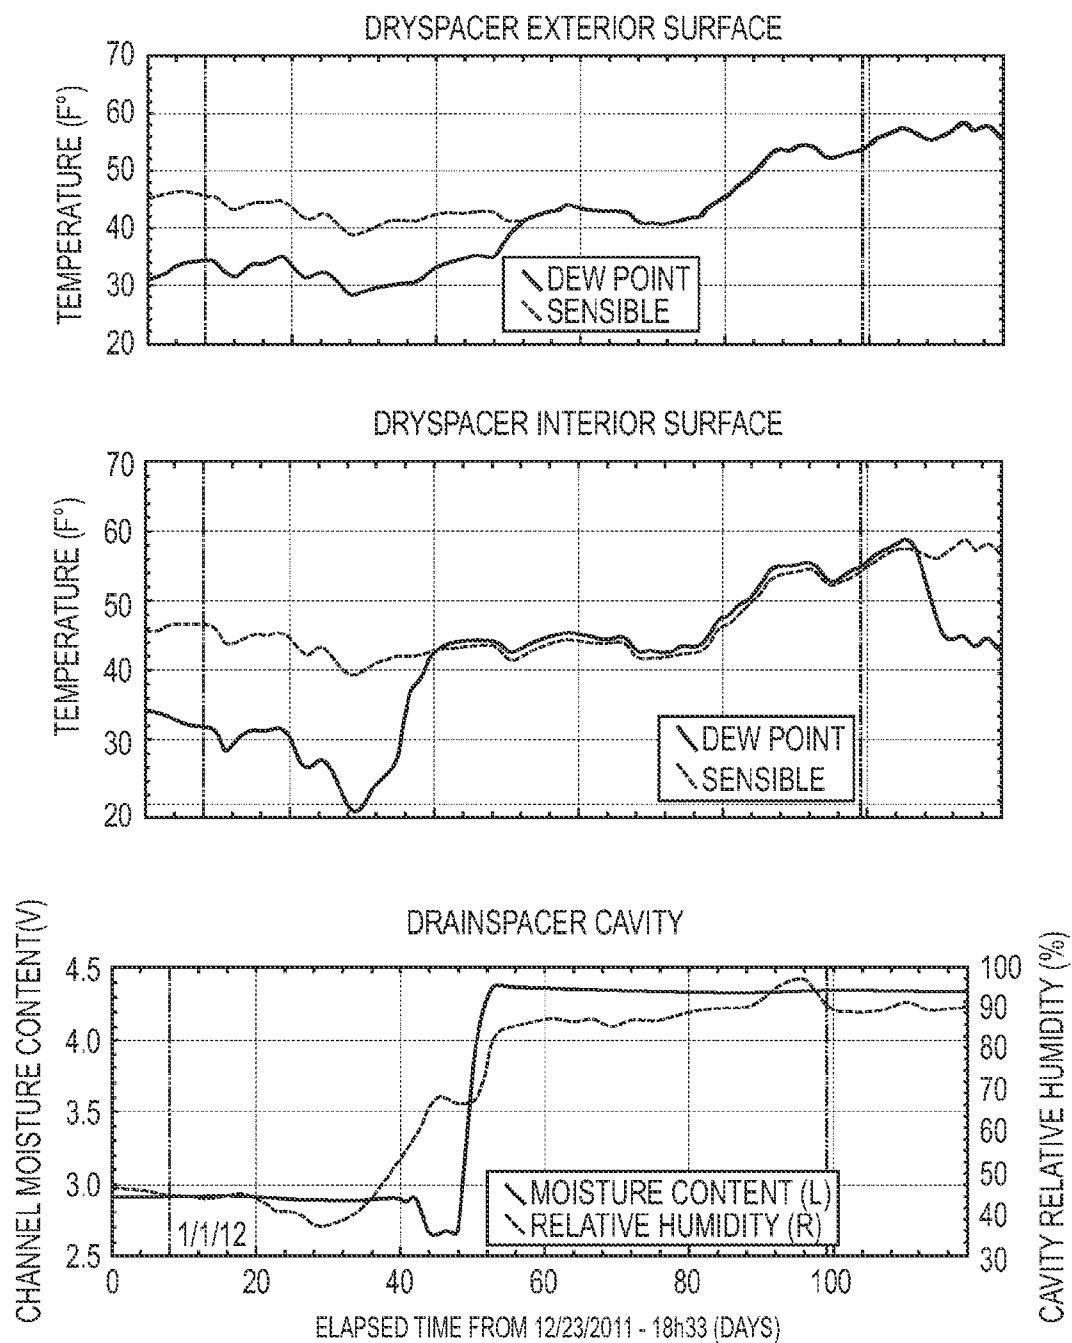 DRYSPACER EXTERIOR SURFACE
TEMPERATURE (F°)
70
60
50
40
30
20
DEW POINT
SENSIBLE
DRYSPACER INTERIOR SURFACE
TEMPERATURE (F°)
70
60
50
40
30
20
DEW POINT
SENSIBLE
DRAINSPACER CAVITY
CHANNEL MOISTURE CONTENT(V)
4.5
4.0
3.5
3.0
2.5
CAVITY RELATIVE HUMIDITY (%)
100
90
80
70
60
50
40
30
MOISTURE CONTENT (L)
RELATIVE HUMIDITY (R)
1/1/12
0 20 40 60 80 100
ELAPSED TIME FROM 12/23/2011 - 18h33 (DAYS)